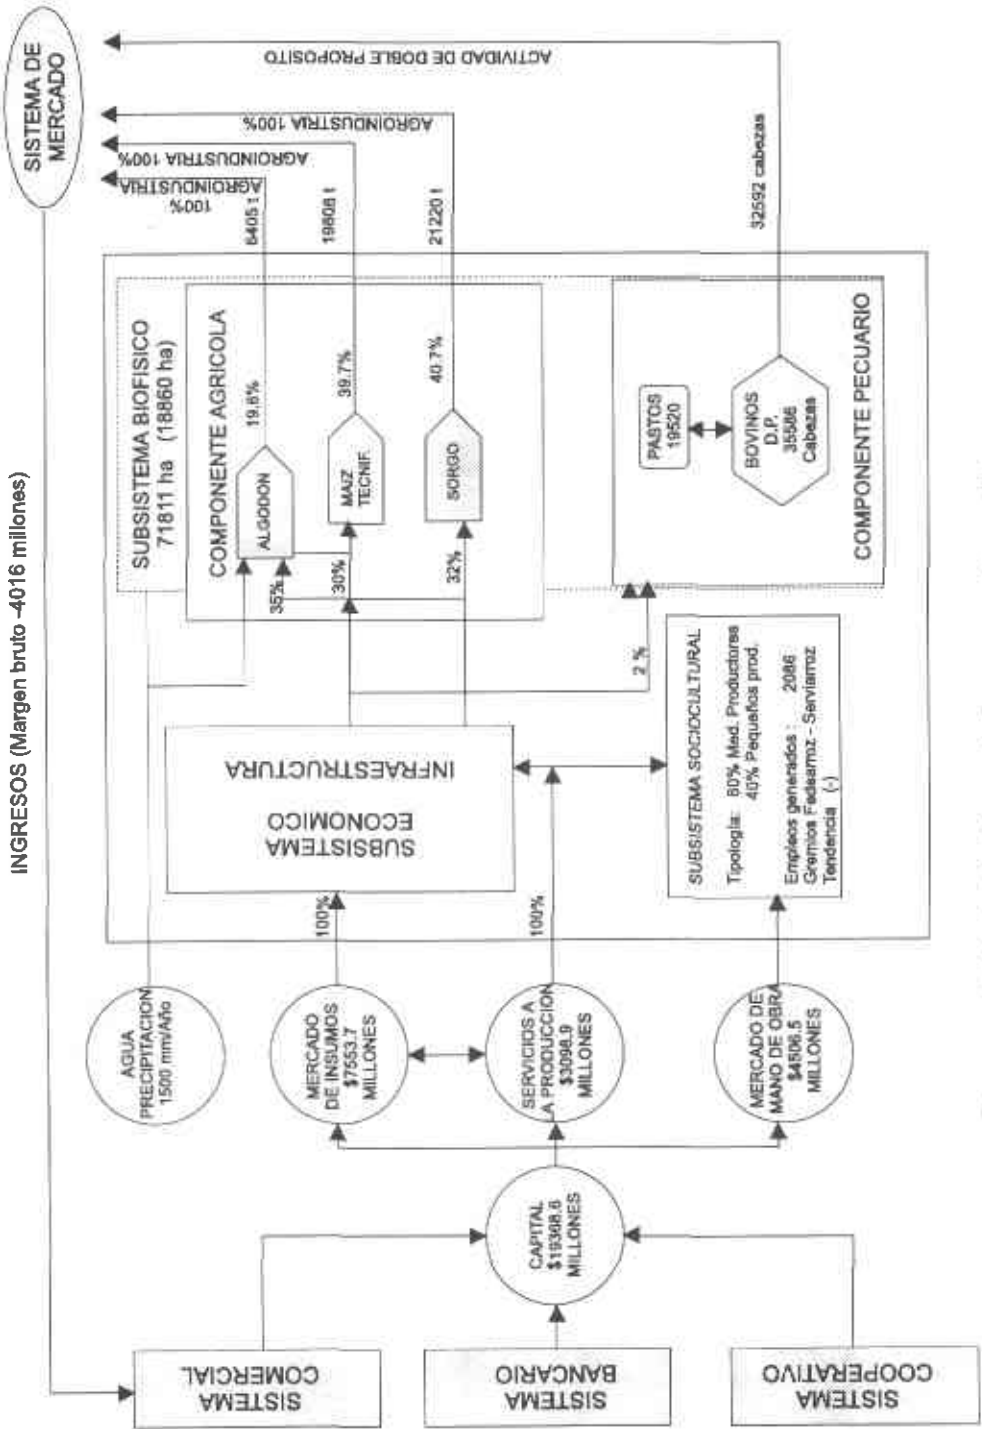 INGRESOS (Margen bruto -4016 millones)
SISTEMA
COMERCIAL
SISTEMA
BANCARIO
SISTEMA
COOPERATIVO
CAPITAL
$19368.6
MILLONES
AGUA
PRECIPITACION
1500 mm/Año
MERCADO
DE INSUMOS
$7553.7
MILLONES
SERVICIOS A
LA PRODUCCION
$3098.9
MILLONES
MERCADO DE
MANO DE OBRA
$4506.5
MILLONES
100%
100%
SUBSISTEMA
ECONOMICO
INFRAESTRUCTURA
SUBSISTEMA SOCIOCULTURAL
Tipología: 60% Med. Productores
40% Pequeños prod.
Empleos generados : 2086
Gremios Fedearroz - Serviarroz
Tendencia (-)
2 %
SUBSISTEMA BIOFISICO
71811 ha (18860 ha)
COMPONENTE AGRICOLA
35%
ALGODON
19.6%
30%
MAIZ
TECNIF.
39.7%
32%
SORGO
40.7%
PASTOS
19520
BOVINOS
D.P.
35586
Cabezas
COMPONENTE PECUARIO
6405 t
19808 t
21220 t
32592 cabezas
AGROINDUSTRIA
100%
AGROINDUSTRIA 100%
AGROINDUSTRIA 100%
ACTIVIDAD DE DOBLE PROPOSITO
SISTEMA DE
MERCADO